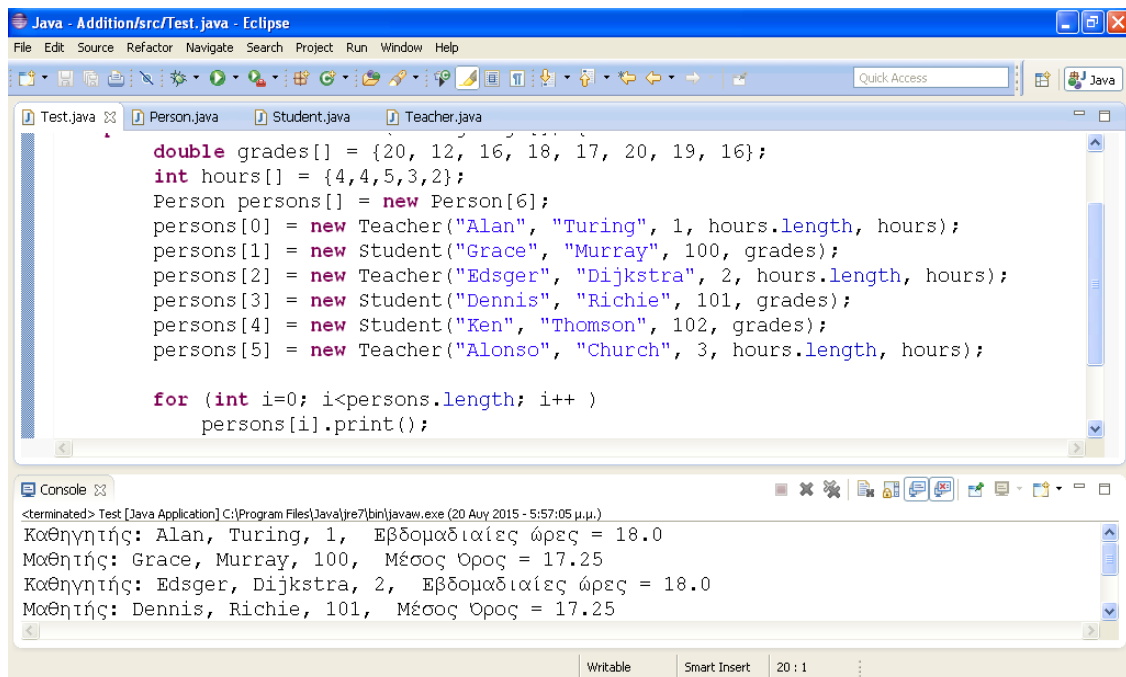 Java - Addition/src/Test.java - Eclipse
File Edit Source Refactor Navigate Search Project Run Window Help
Quick Access
Java
Test.java
Person.java
Student.java
Teacher.java
double grades[] = {20, 12, 16, 18, 17, 20, 19, 16};
int hours[] = {4,4,5,3,2};
Person persons[] = new Person[6];
persons[0] = new Teacher("Alan", "Turing", 1, hours.length, hours);
persons[1] = new Student("Grace", "Murray", 100, grades);
persons[2] = new Teacher("Edsger", "Dijkstra", 2, hours.length, hours);
persons[3] = new Student("Dennis", "Richie", 101, grades);
persons[4] = new Student("Ken", "Thomson", 102, grades);
persons[5] = new Teacher("Alonso", "Church", 3, hours.length, hours);
for (int i=0; i<persons.length; i++ )
persons[i].print();
Console
<terminated> Test [Java Application] C:\Program Files\Java\jre7\bin\javaw.exe (20 Αυγ 2015 - 5:57:05 μ.μ.)
Καθηγητής: Alan, Turing, 1, Εβδομαδιαίες ώρες = 18.0
Μαθητής: Grace, Murray, 100, Μέσος Όρος = 17.25
Καθηγητής: Edsger, Dijkstra, 2, Εβδομαδιαίες ώρες = 18.0
Μαθητής: Dennis, Richie, 101, Μέσος Όρος = 17.25
Writable
Smart Insert
20 : 1